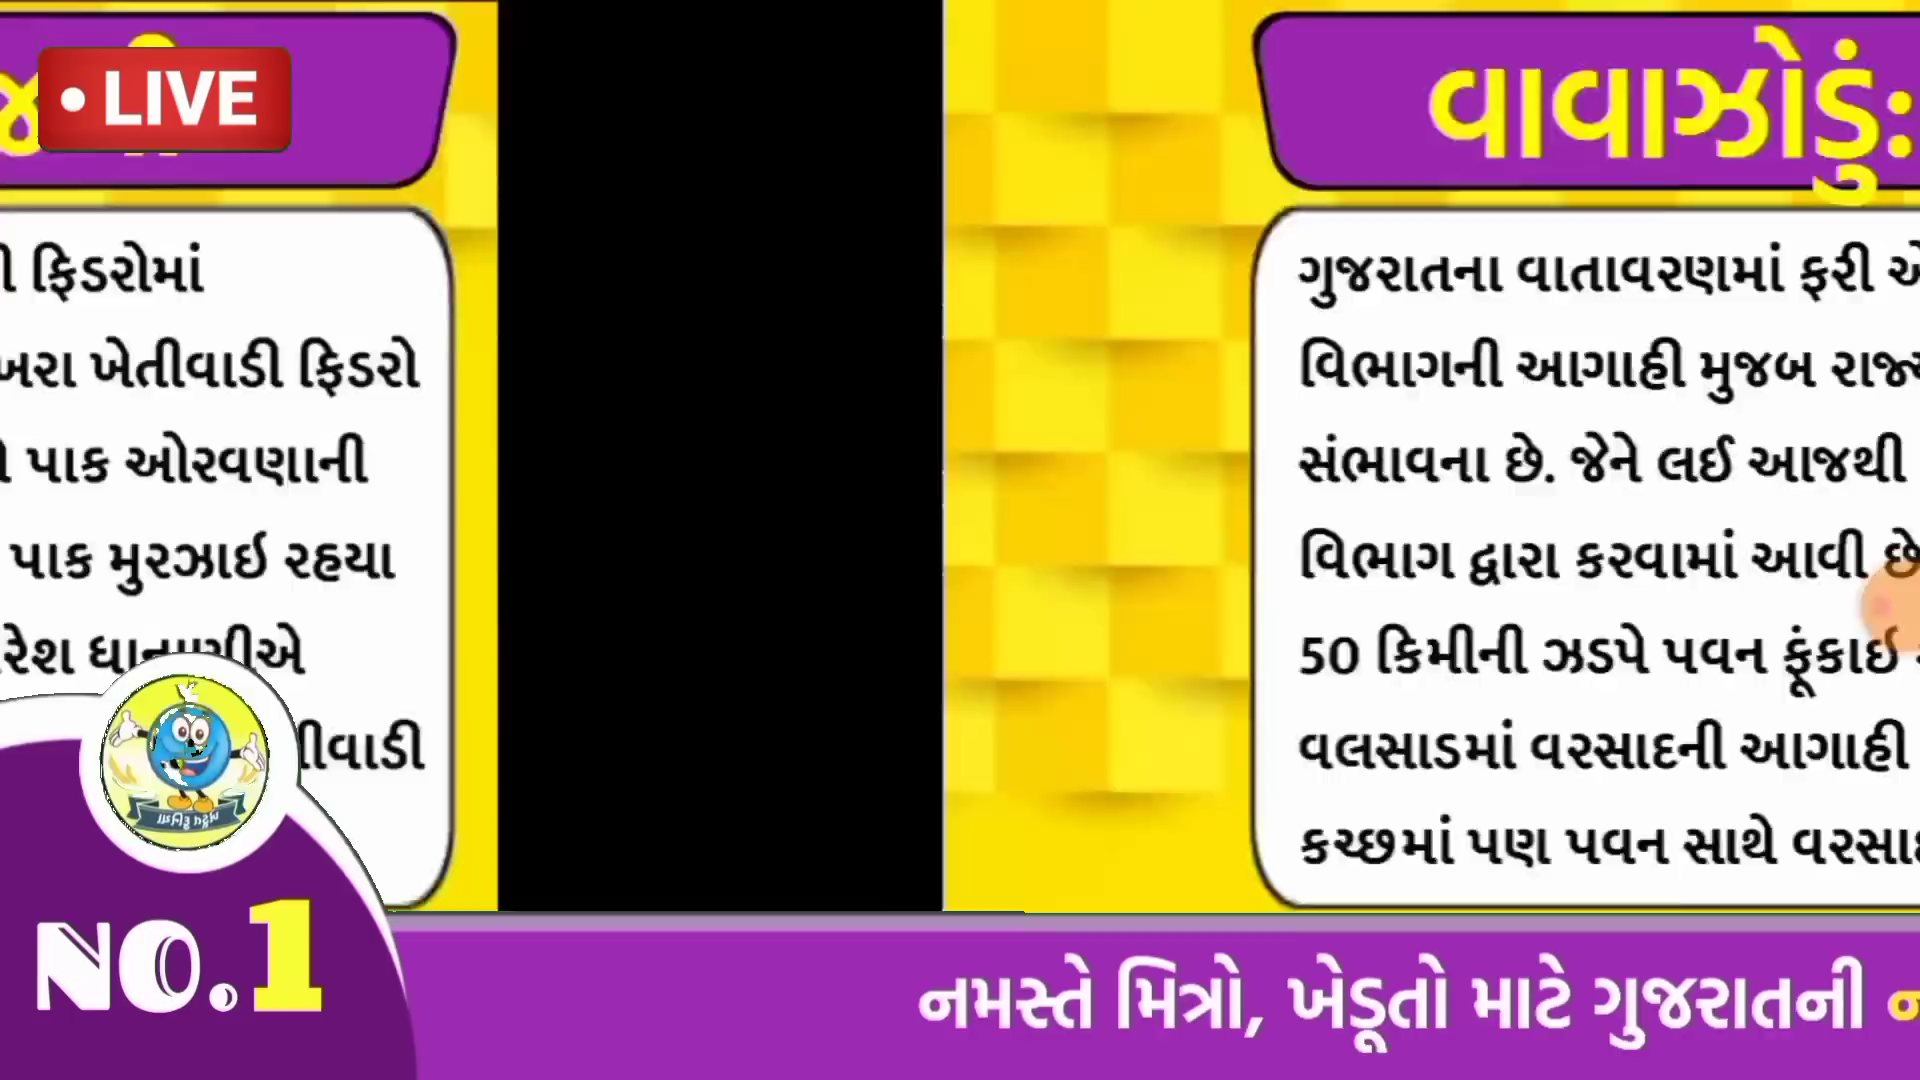 LIVE
ફિડરોમાં
ખરા ખેતીવાડી ફિડરો
પાક ઓરવણાની
પાક મુરઝાઇ રહયા
વાવાઝોડું:
ગુજરાતના વાતાવરણમાં ફરી
વિભાગની આગાહી મુજબ
સંભાવના છે. જેને લઈ આજથી
વિભાગ દ્વારા કરવામાં આવી છે
50 કિમીની ઝડપે પવન ફૂંકાઇ
વલસાડમાં વરસાદની આગાહી
કચ્છમાં પણ પવન સાથે
NO.1
નમસ્તે મિત્રો, ખેડૂતો માટે ગુજરાતની